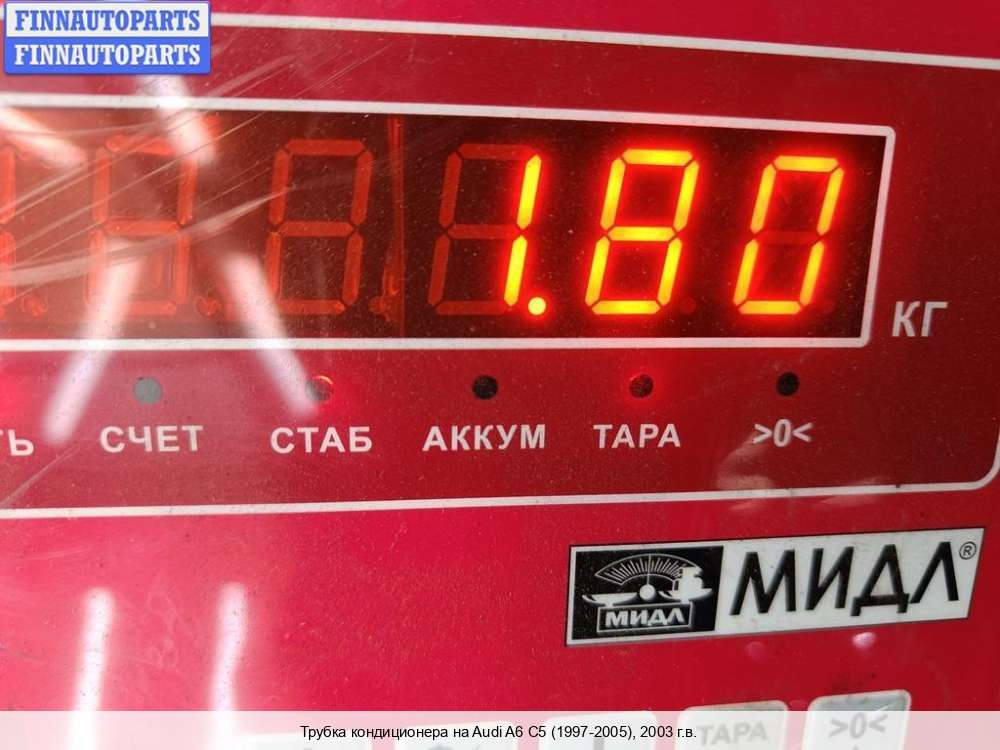 FINNAUTOPARTS
FINNAUTOPARTS
1.80
КГ
СЧЕТ СТАБ АККУМ ТАРА >0<
МИДЛ МИДЛ®
ТАРА >0<
Трубка кондиционера на Audi A6 C5 (1997-2005), 2003 г.в.